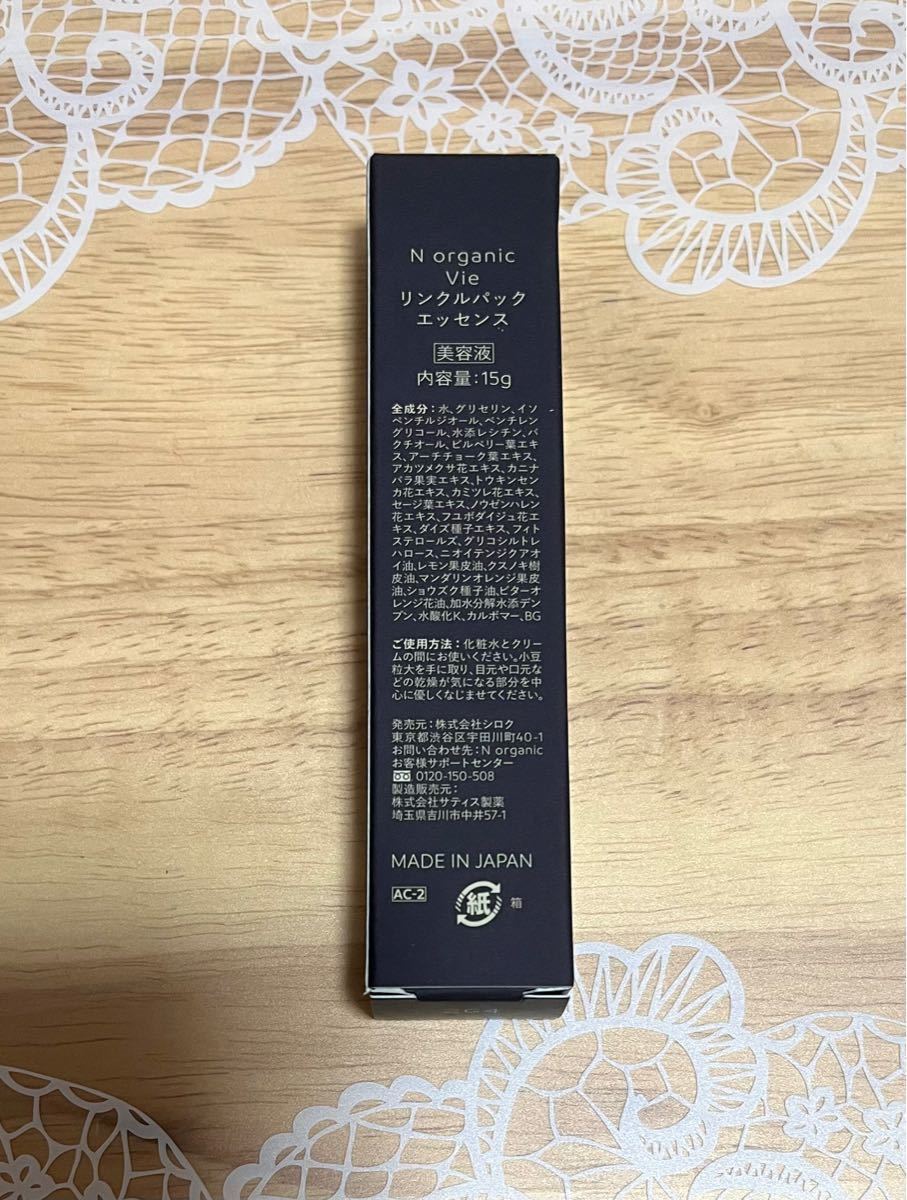 N organic
Vie
リンクルパック
エッセンス
美容液
内容量:15g
全成分:水、グリセリン、イソ
ペンチルジオール、ペンチレン
グリコール、水添レシチン、バ
クチオール、ビルベリー葉エキ
ス、アーチチョーク葉エキス、
アカツメクサ花エキス、カニナ
バラ果実エキス、トウキンセン
カ花エキス、カミツレ花エキス、
セージ葉エキス、ノウゼンハレン
花エキス、フユボダイジュ花エ
キス、ダイズ種子エキス、フィト
ステロールズ、グリコシルトレ
ハロース、ニオイテンジクアオ
イ油、レモン果皮油、クスノキ樹
皮油、マンダリンオレンジ果皮
油、ショウズク種子油、ビターオ
レンジ花油、加水分解水添デン
プン、水酸化K、カルボマー、BG
ご使用方法:化粧水とクリー
ムの間にお使いください。小豆
粒大を手に取り、目元や口元な
どの乾燥が気になる部分を中
心に優しくなじませてください。
発売元:株式会社シロク
東京都渋谷区宇田川町40-1
お問い合わせ先:N organic
お客様サポートセンター
0120-150-508
製造販売元:
株式会社サティス製薬
埼玉県吉川市中井57-1
MADE IN JAPAN
AC-2
紙 箱